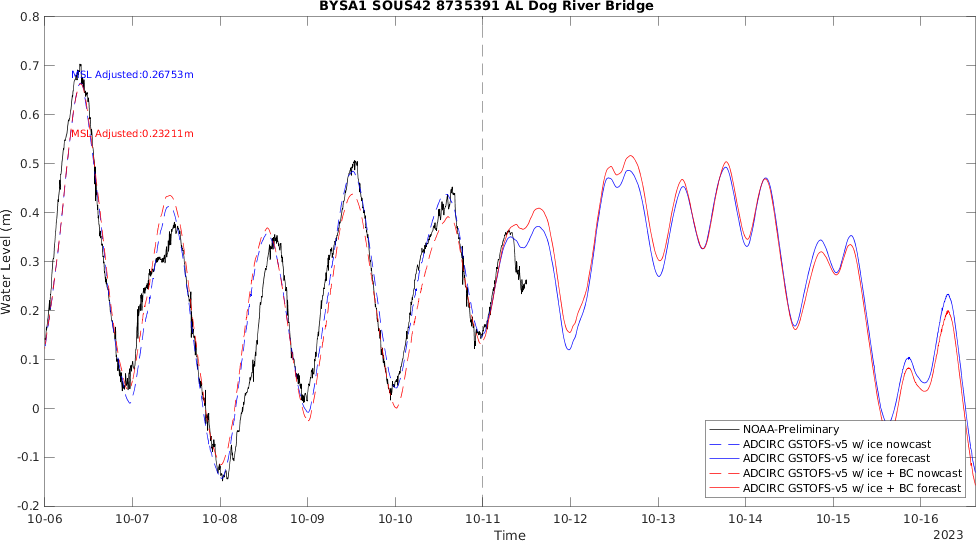 BYSA1 SOUS42 8735391 AL Dog River Bridge
0.8
0.7
0.6
0.5
0.4
0.3
0.2
0.1
0
-0.1
-0.2
Water Level (m)
MSL Adjusted:0.26753m
MSL Adjusted:0.23211m
NOAA-Preliminary
ADCIRC GSTOFS-v5 w/ ice nowcast
ADCIRC GSTOFS-v5 w/ ice forecast
ADCIRC GSTOFS-v5 w/ ice + BC nowcast
ADCIRC GSTOFS-v5 w/ ice + BC forecast
10-06 10-07 10-08 10-09 10-10 10-11 10-12 10-13 10-14 10-15 10-16
Time
2023